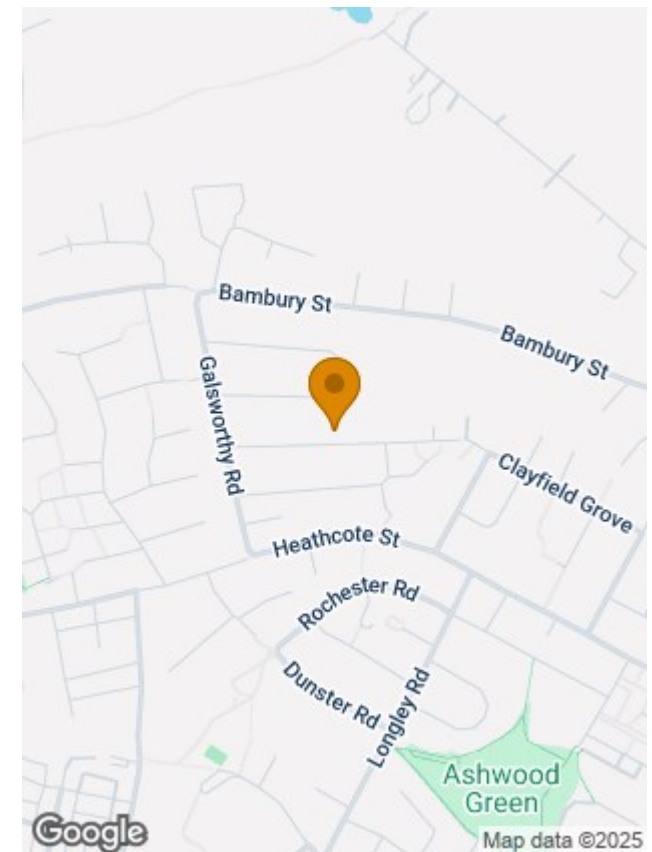 Bambury St
Bambury St
Galsworthy Rd
Clayfield Grove
Heathcote St
Rochester Rd
Dunster Rd
Longley Rd
Ashwood
Green
Google
Map data ©2025